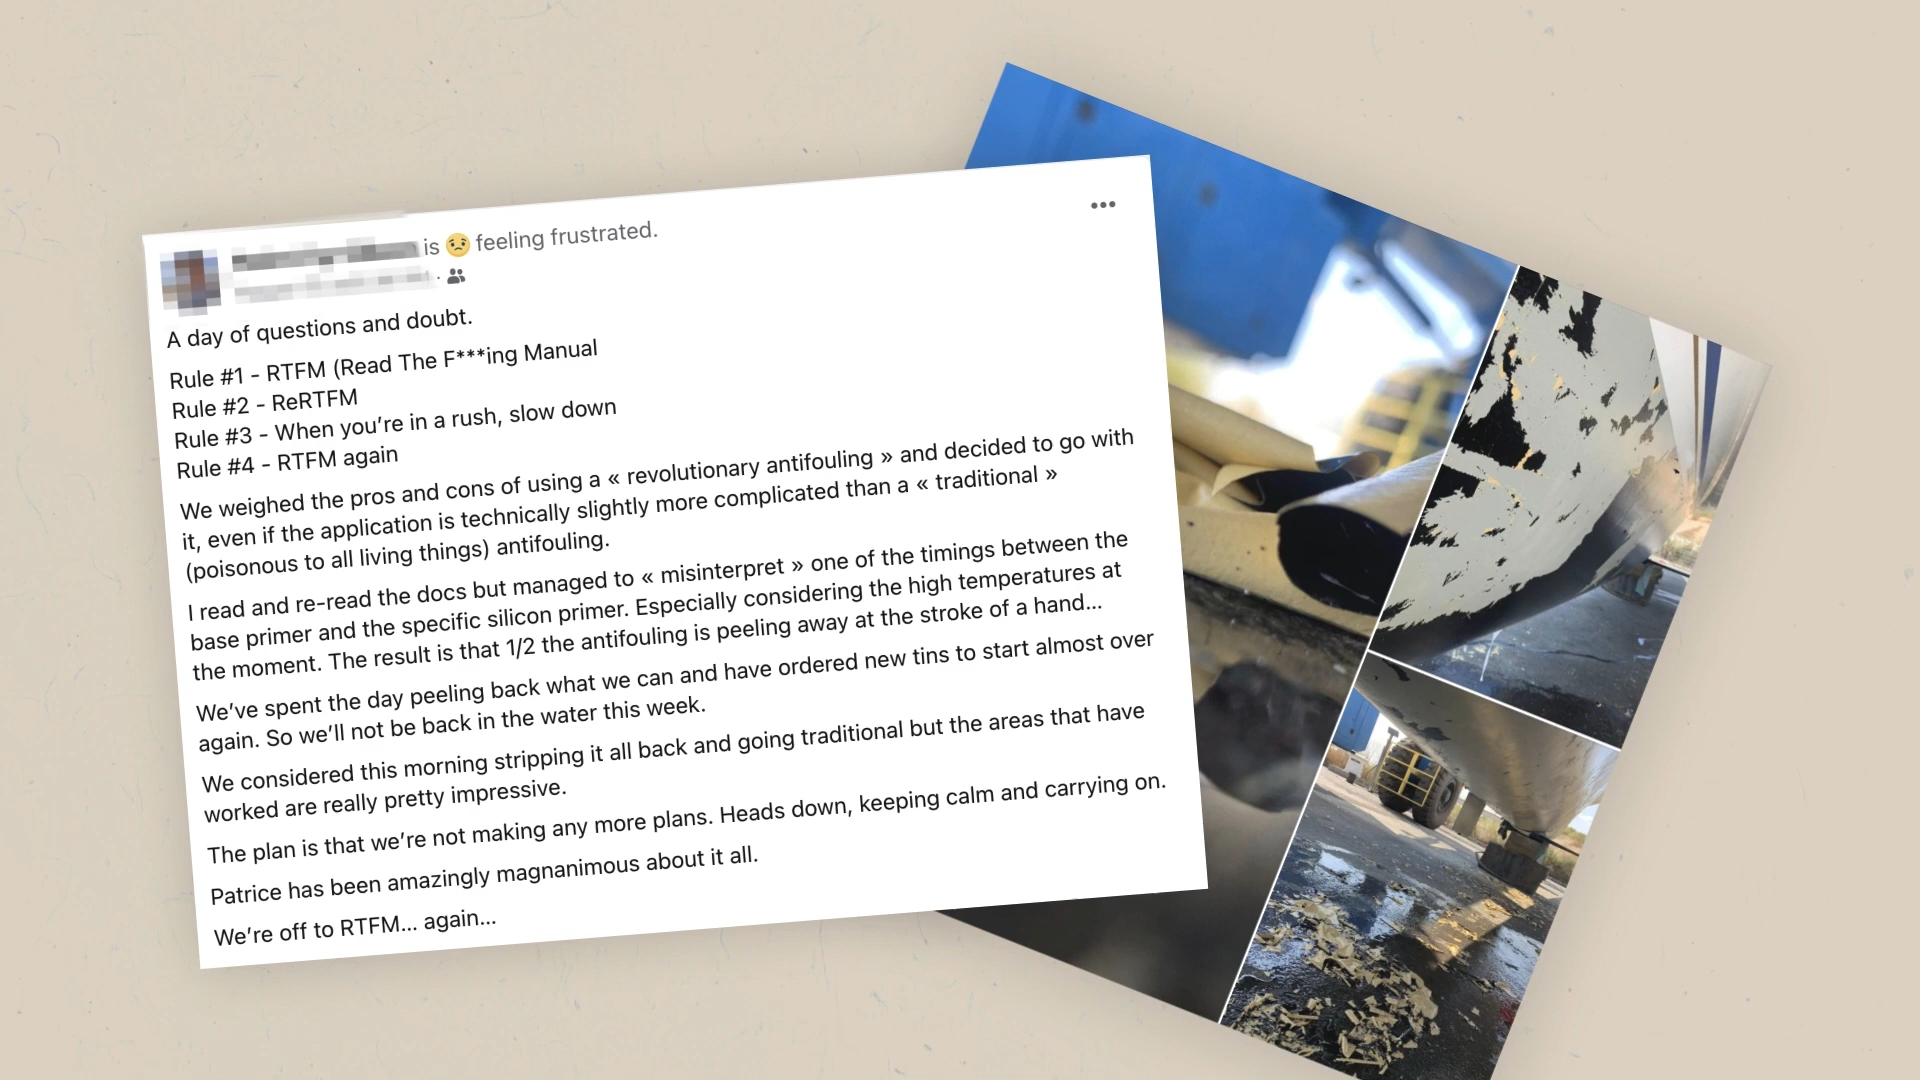 is 😟 feeling frustrated.
A day of questions and doubt.
Rule #1 - RTFM (Read The F***ing Manual
Rule #2 - ReRTFM
Rule #3 - When you’re in a rush, slow down
Rule #4 - RTFM again
We weighed the pros and cons of using a « revolutionary antifouling » and decided to go with
it, even if the application is technically slightly more complicated than a « traditional »
(poisonous to all living things) antifouling.
I read and re-read the docs but managed to « misinterpret » one of the timings between the
base primer and the specific silicon primer. Especially considering the high temperatures at
the moment. The result is that 1/2 the antifouling is peeling away at the stroke of a hand...
We’ve spent the day peeling back what we can and have ordered new tins to start almost over
again. So we’ll not be back in the water this week.
We considered this morning stripping it all back and going traditional but the areas that have
worked are really pretty impressive.
The plan is that we’re not making any more plans. Heads down, keeping calm and carrying on.
Patrice has been amazingly magnanimous about it all.
We’re off to RTFM... again...